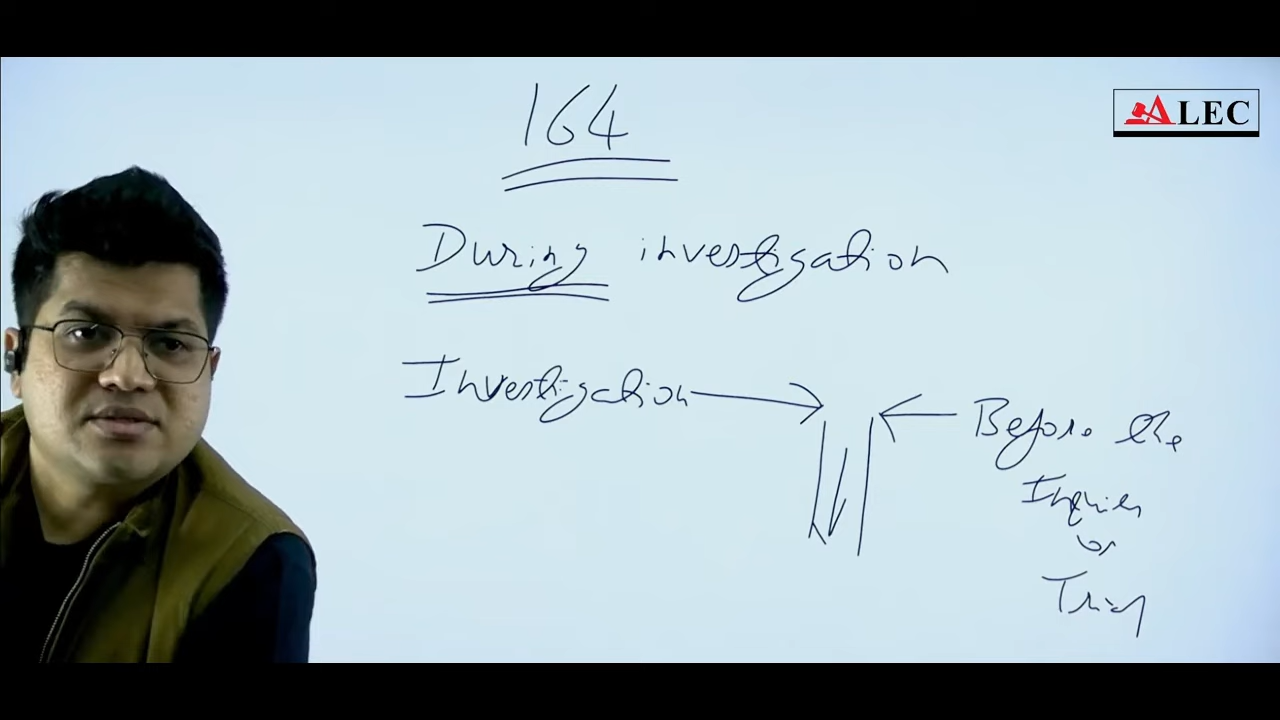 164
ALEC
During investigation
Investigation
Before the
Inquiry
or
Trial